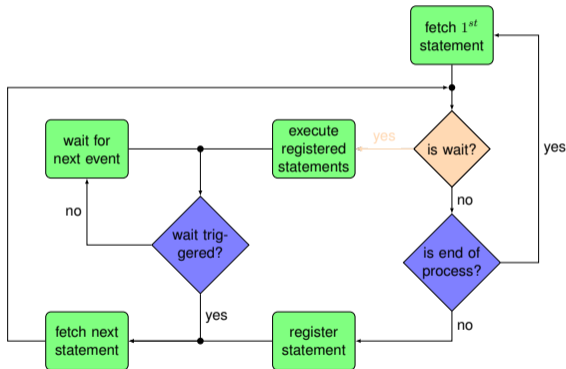 fetch 1st
statement
wait for
next event
execute
registered
statements
yes
is wait?
yes
no
no
wait trig-
gered?
is end of
process?
yes
no
fetch next
statement
register
statement